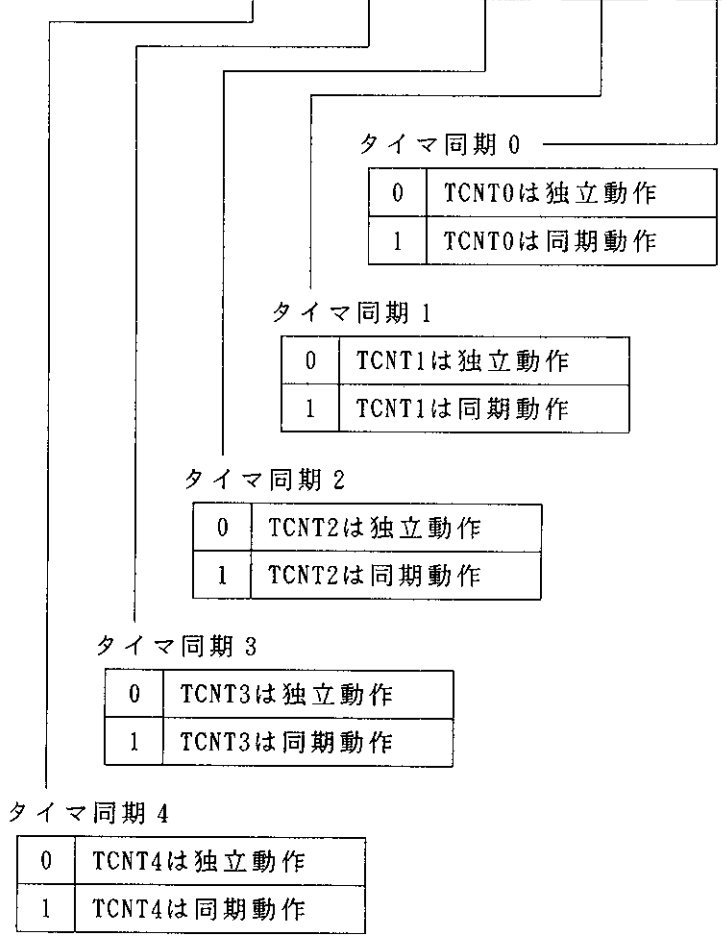 タイマ同期 0
0 TCNT0は独立動作
1 TCNT0は同期動作
タイマ同期 1
0 TCNT1は独立動作
1 TCNT1は同期動作
タイマ同期 2
0 TCNT2は独立動作
1 TCNT2は同期動作
タイマ同期 3
0 TCNT3は独立動作
1 TCNT3は同期動作
タイマ同期 4
0 TCNT4は独立動作
1 TCNT4は同期動作